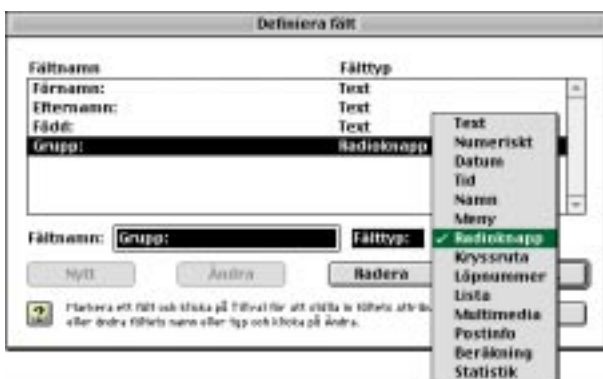 Definiera fält
Fältnamn Fälttyp
Förnamn: Text
Efternamn: Text
Född: Text
Grupp: Radioknapp
Fältnamn: Grupp: Fälttyp:
Nytt Ändra Radera
Markera ett fält och klicka på Tillval för att ställa in fältets
eller ändra fältets namn eller typ och klicka på Ändra.
Text
Numeriskt
Datum
Tid
Namn
Meny
✓ Radioknapp
Kryssruta
Löpnummer
Lista
Multimedia
Postinfo
Beräkning
Statistik